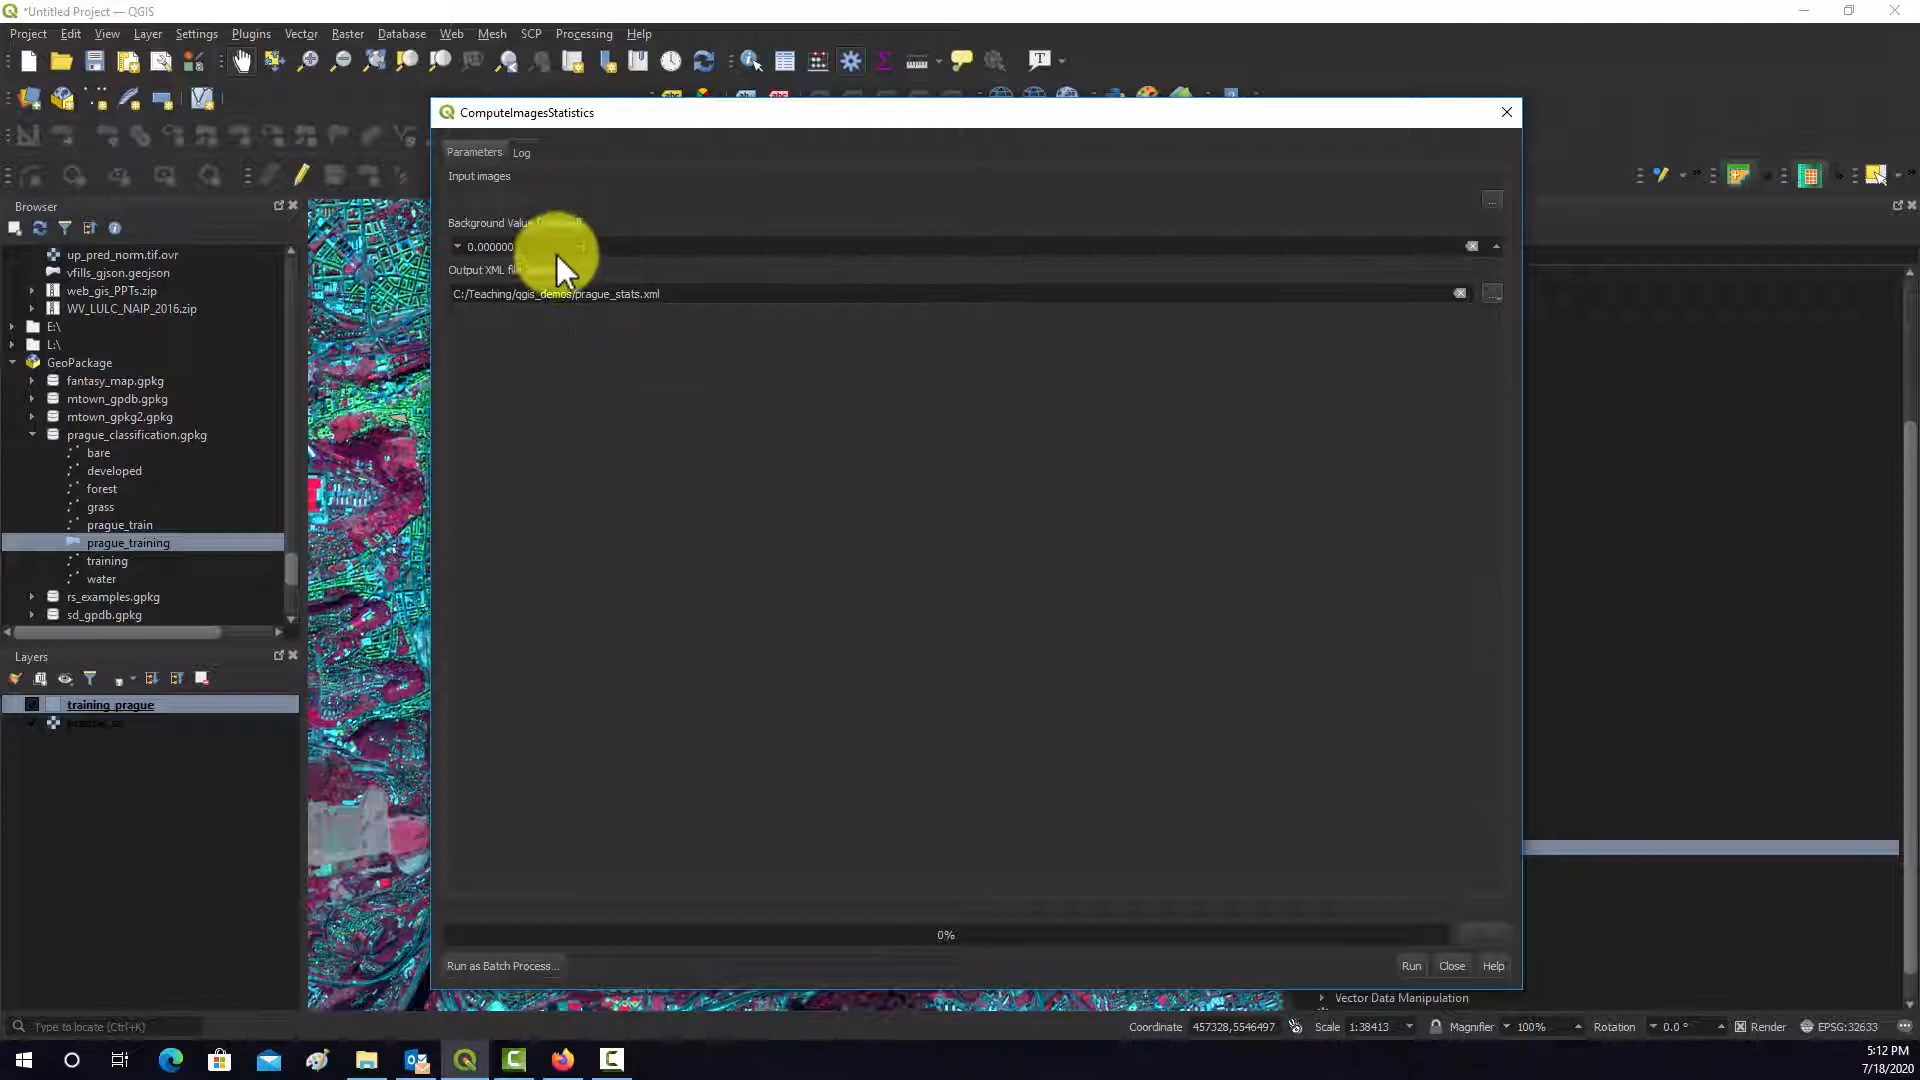 *Untitled Project — QGIS
Project Edit View Layer Settings Plugins Vector Raster Database Web Mesh SCP Processing Help
ComputeImagesStatistics
Parameters Log
Input images
Background Value
0.000000
Output XML
C:/Teaching/qgis_demos/prague_stats.xml
Browser
up_pred_norm.tif.ovr
vfills_gjson.geojson
web_gis_PPTs.zip
WV_LULC_NAIP_2016.zip
E:\
L:\
GeoPackage
fantasy_map.gpkg
mtown_gpdb.gpkg
mtown_gpkg2.gpkg
prague_classification.gpkg
bare
developed
forest
grass
prague_train
prague_training
training
water
rs_examples.gpkg
sd_gpdb.gpkg
Layers
training_prague
0%
Run as Batch Process...
Run Close Help
Vector Data Manipulation
Type to locate (Ctrl+K)
Coordinate 457328,5546497 Scale 1:38413 Magnifier 100% Rotation 0.0 ° Render EPSG:32633
5:12 PM
7/18/2020